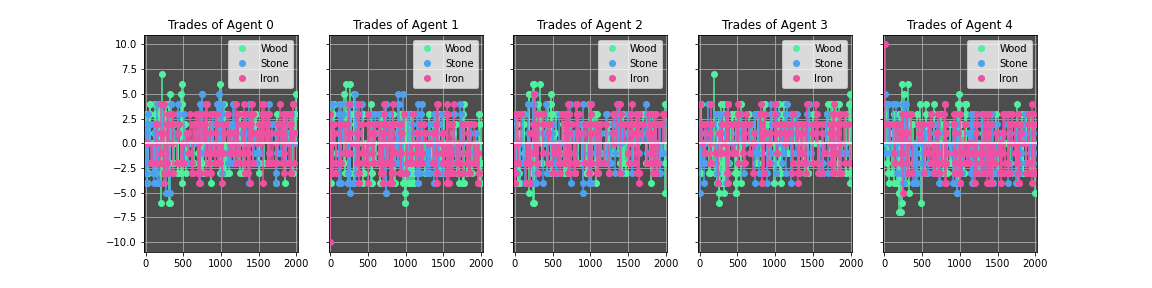 Trades of Agent 0
Trades of Agent 1
Trades of Agent 2
Trades of Agent 3
Trades of Agent 4
10.0
7.5
5.0
2.5
0.0
−2.5
−5.0
−7.5
−10.0
Wood
Stone
Iron
Wood
Stone
Iron
Wood
Stone
Iron
Wood
Stone
Iron
Wood
Stone
Iron
0 500 1000 1500 2000
0 500 1000 1500 2000
0 500 1000 1500 2000
0 500 1000 1500 2000
0 500 1000 1500 2000